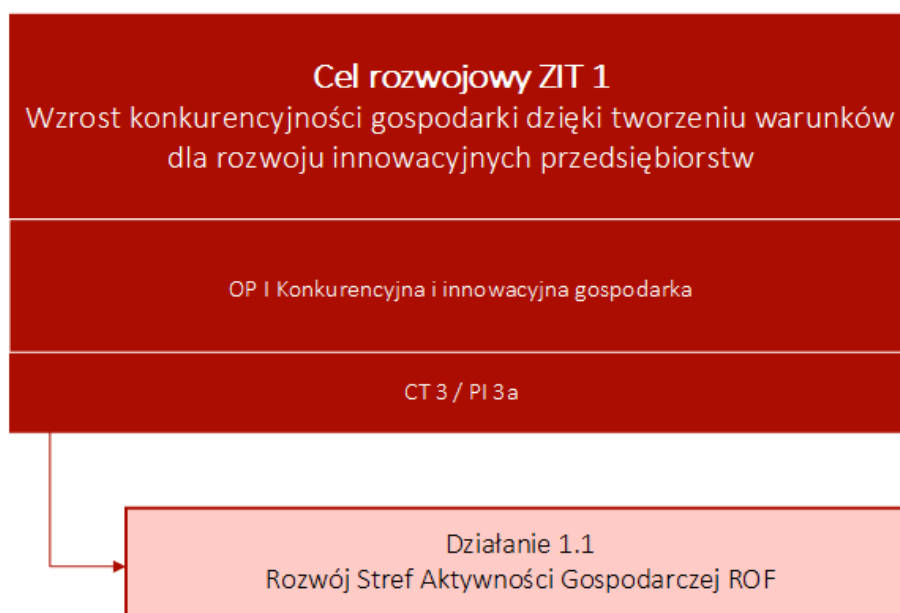 Cel rozwojowy ZIT 1
Wzrost konkurencyjności gospodarki dzięki tworzeniu warunków
dla rozwoju innowacyjnych przedsiębiorstw
OP I Konkurencyjna i innowacyjna gospodarka
CT 3 / PI 3a
Działanie 1.1
Rozwój Stref Aktywności Gospodarczej ROF